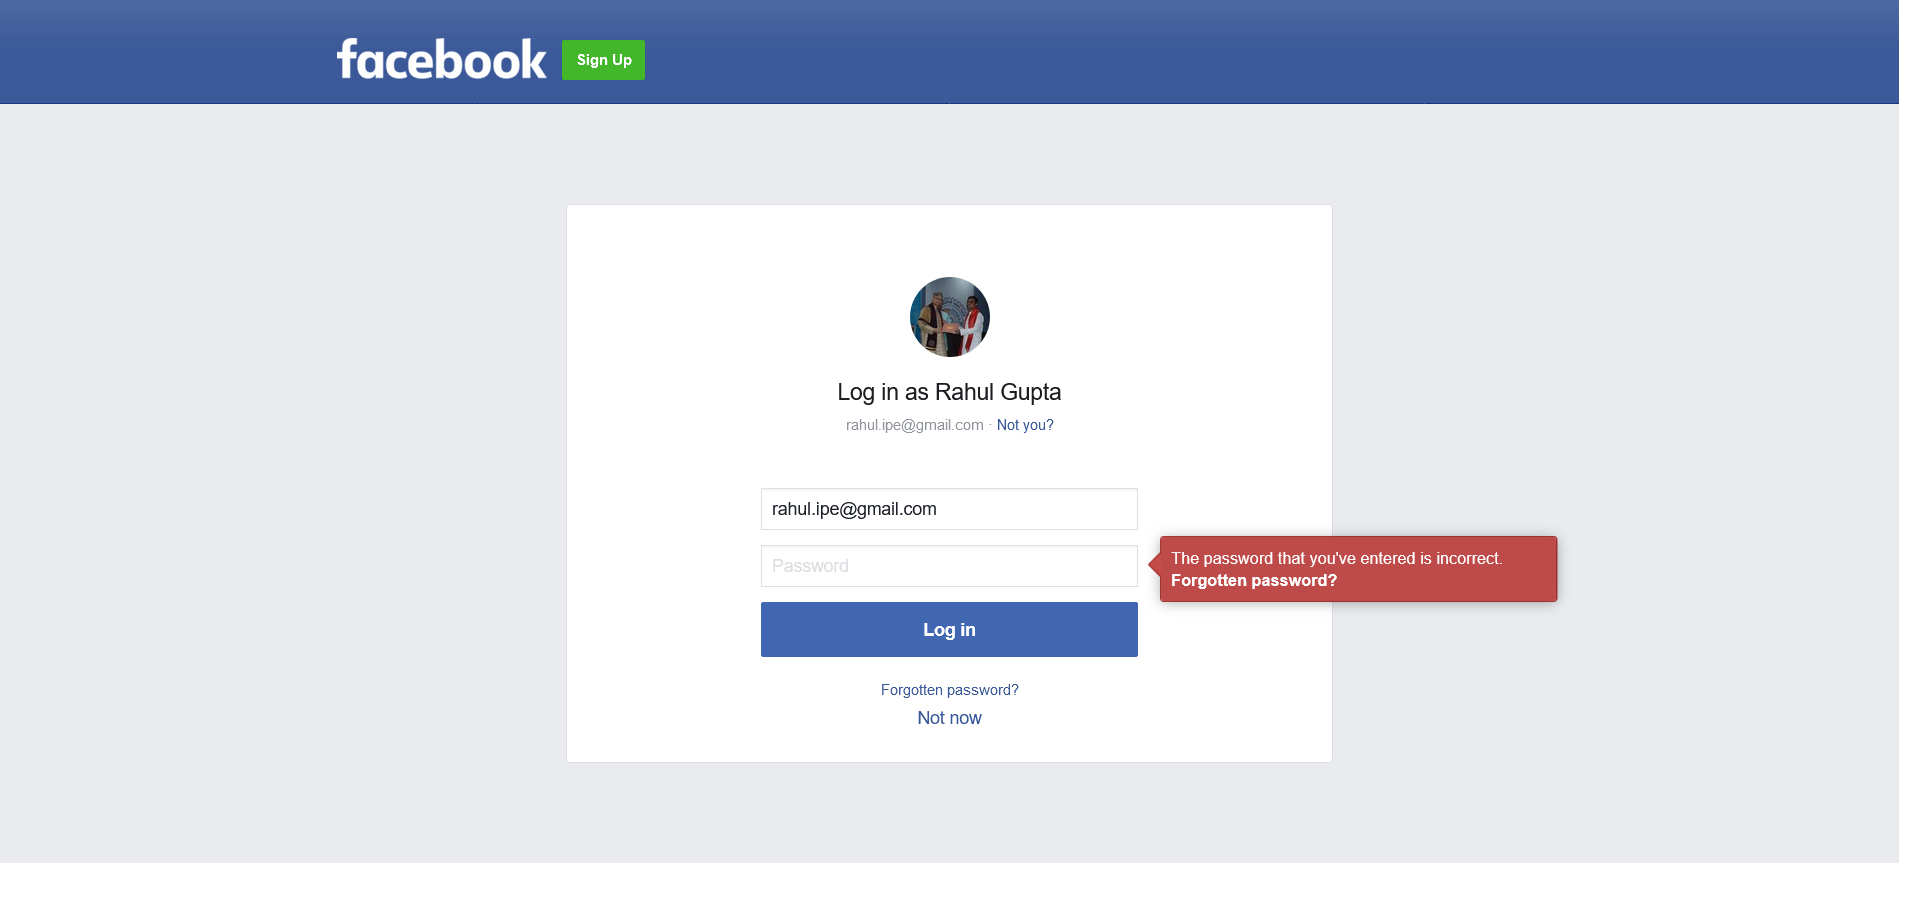 facebook Sign Up
Log in as Rahul Gupta
rahul.ipe@gmail.com · Not you?
rahul.ipe@gmail.com
Password
The password that you've entered is incorrect.
Forgotten password?
Log in
Forgotten password?
Not now